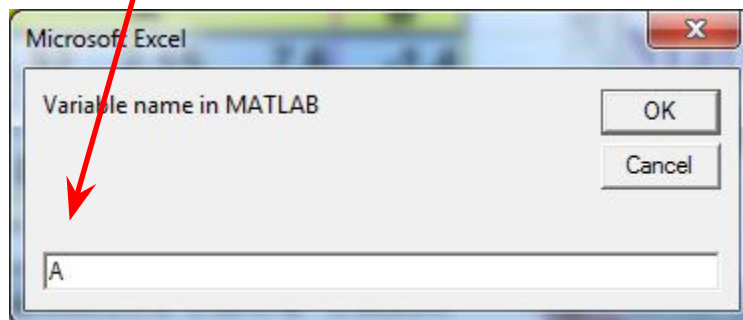 Microsoft Excel
Variable name in MATLAB
OK
Cancel
A